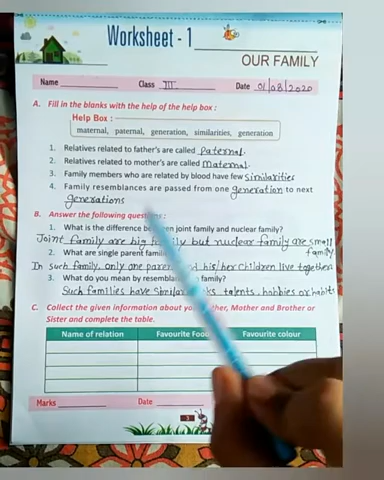 Worksheet - 1
OUR FAMILY
Name Class III Date 01/08/2020
A. Fill in the blanks with the help of the help box :
Help Box :
maternal, paternal, generation, similarities, generation
1. Relatives related to father's are called Paternal.
2. Relatives related to mother's are called Maternal.
3. Family members who are related by blood have few Similarities
4. Family resemblances are passed from one generation to next
generations
B. Answer the following questions :
1. What is the difference between joint family and nuclear family?
Joint family are big family but nuclear family are small
family.
2. What are single parent
In such family, only one parent and his/her children live together.
3. What do you mean by family?
Such families have Similar talents, hobbies or habits
C. Collect the given information about your Mother and Brother or
Sister and complete the table.
Name of relation Favourite Food Favourite colour
Marks Date
3